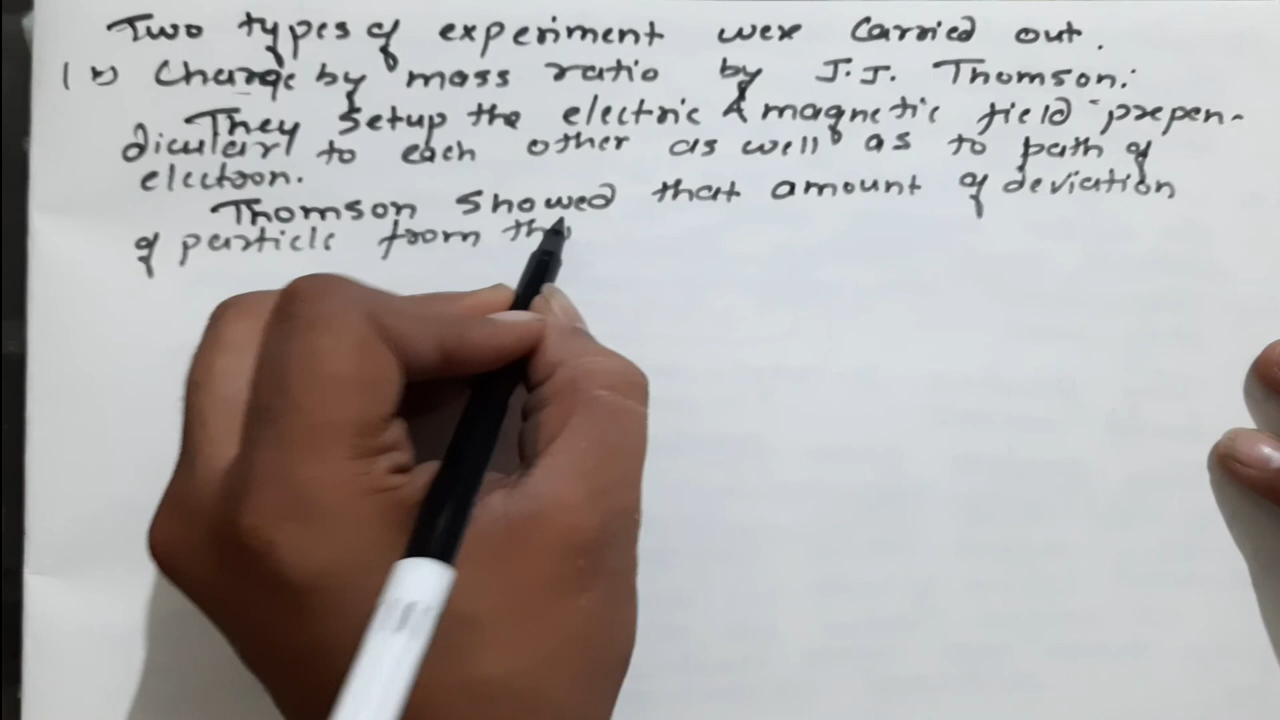 Two types of experiment were carried out.
1) Charge by mass ratio by J.J. Thomson:
They setup the electric & magnetic field prepen-
dicular to each other as well as to path of
electron.
Thomson showed that amount of deviation
of particle from the